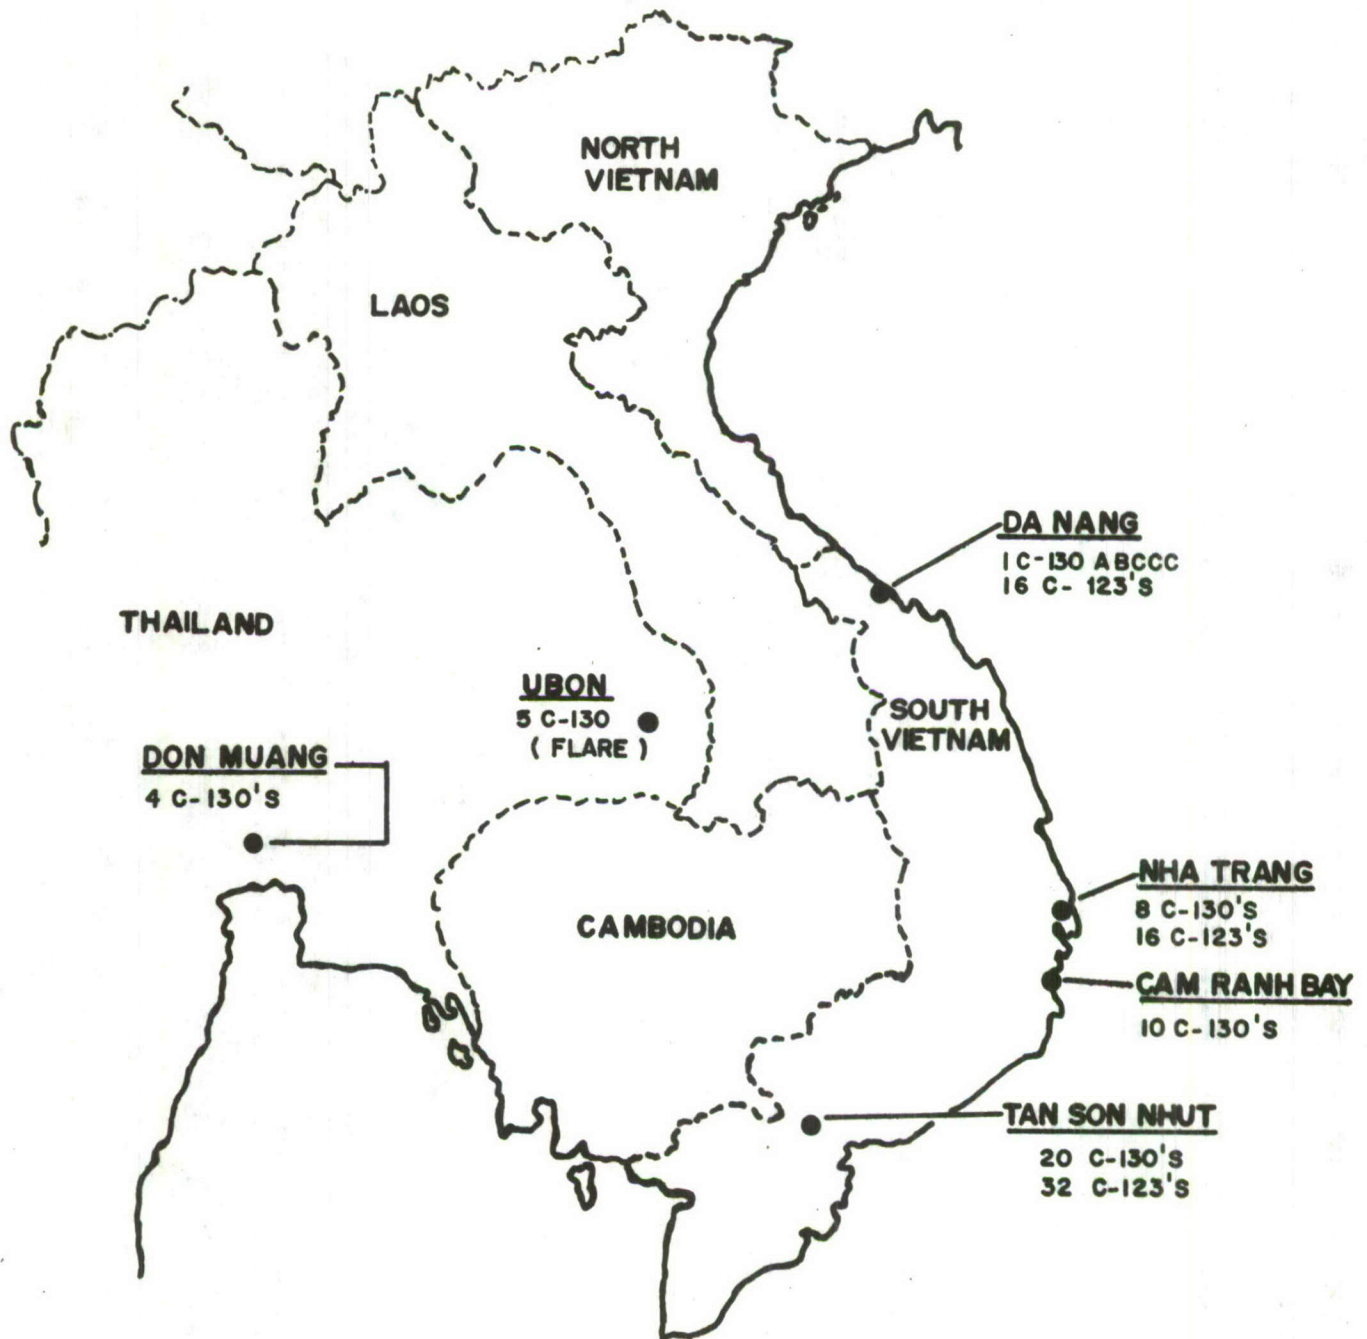 NORTH
VIETNAM
LAOS
DA NANG
1 C-130 ABCCC
16 C-123'S
THAILAND
UBON
5 C-130
( FLARE )
SOUTH
VIETNAM
DON MUANG
4 C-130'S
NHA TRANG
8 C-130'S
16 C-123'S
CAMBODIA
CAM RANH BAY
10 C-130'S
TAN SON NHUT
20 C-130'S
32 C-123'S